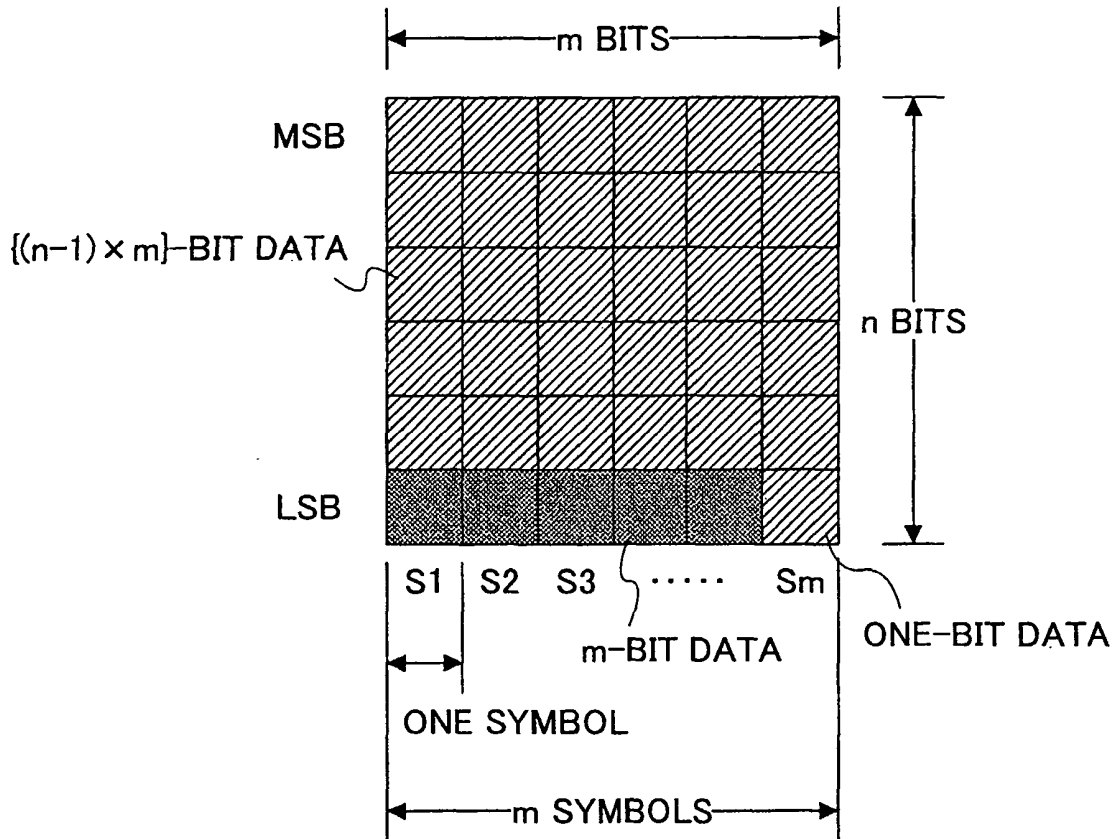 m BITS
MSB
{(n-1)×m}-BIT DATA
n BITS
LSB
S1 S2 S3 ..... Sm
m-BIT DATA
ONE-BIT DATA
ONE SYMBOL
m SYMBOLS